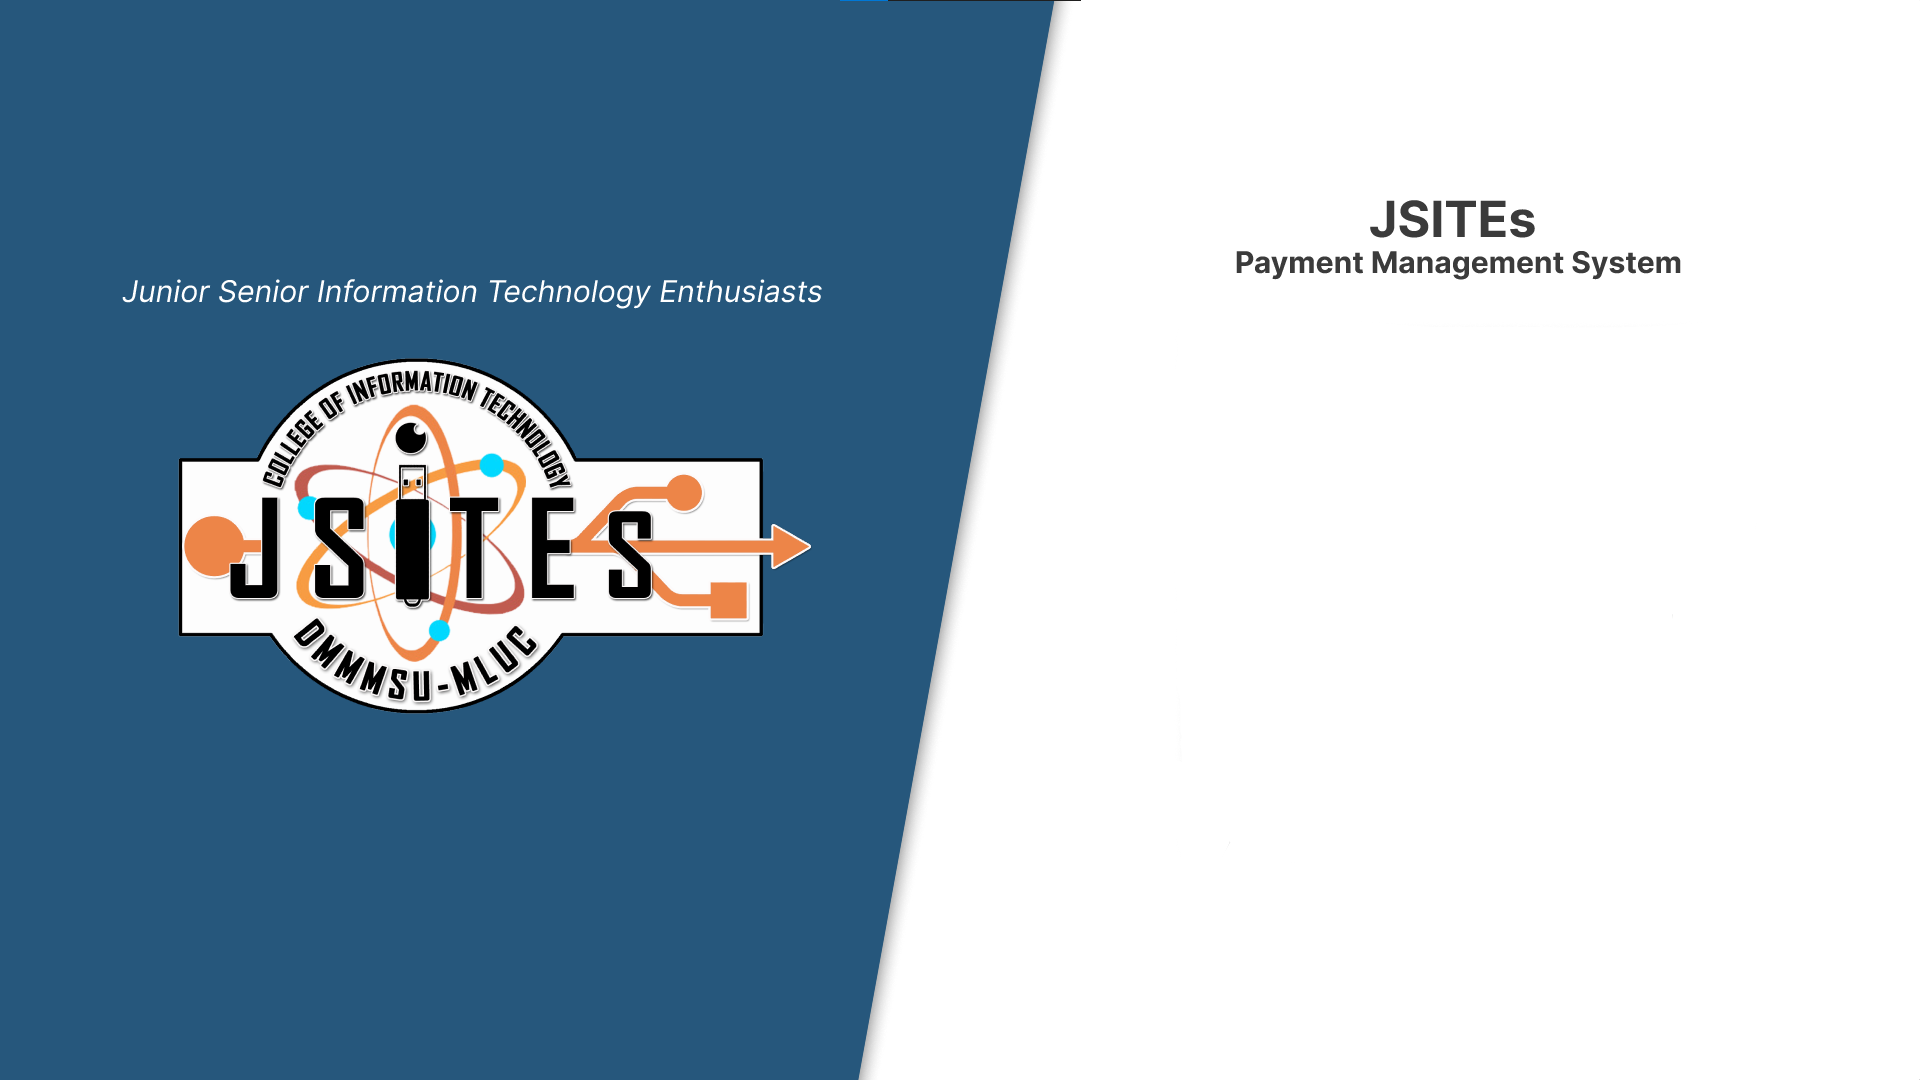 Junior Senior Information Technology Enthusiasts
COLLEGE OF INFORMATION TECHNOLOGY
JSiTEs
DMMMSU-MLUC
JSITEs
Payment Management System